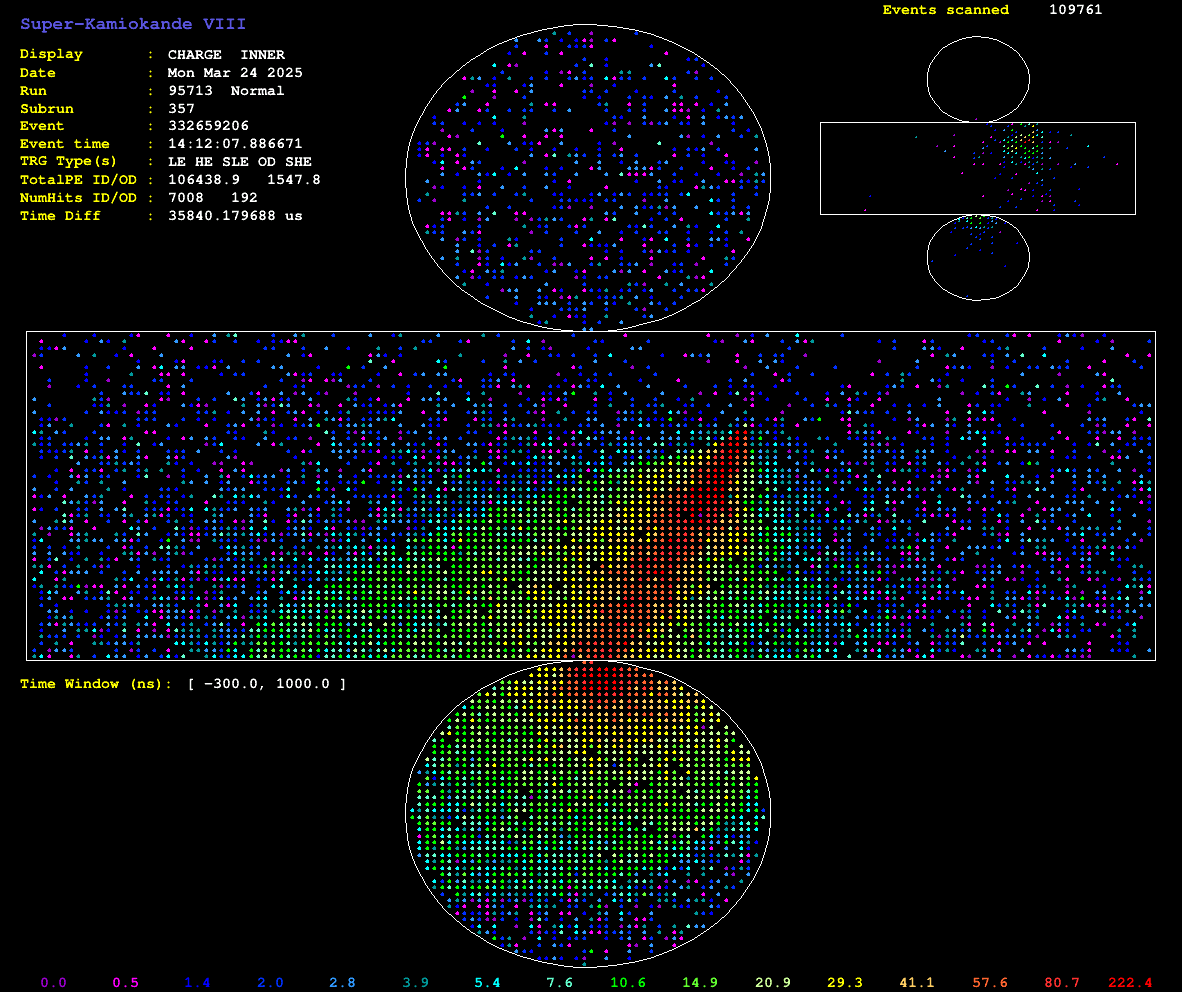 Super-Kamiokande VIII
Events scanned 109761
Display : CHARGE INNER
Date : Mon Mar 24 2025
Run : 95713 Normal
Subrun : 357
Event : 332659206
Event time : 14:12:07.886671
TRG Type(s) : LE HE SLE OD SHE
TotalPE ID/OD : 106438.9 1547.8
NumHits ID/OD : 7008 192
Time Diff : 35840.179688 us
Time Window (ns): [ -300.0, 1000.0 ]
0.0 0.5 1.4 2.0 2.8 3.9 5.4 7.6 10.6 14.9 20.9 29.3 41.1 57.6 80.7 222.4